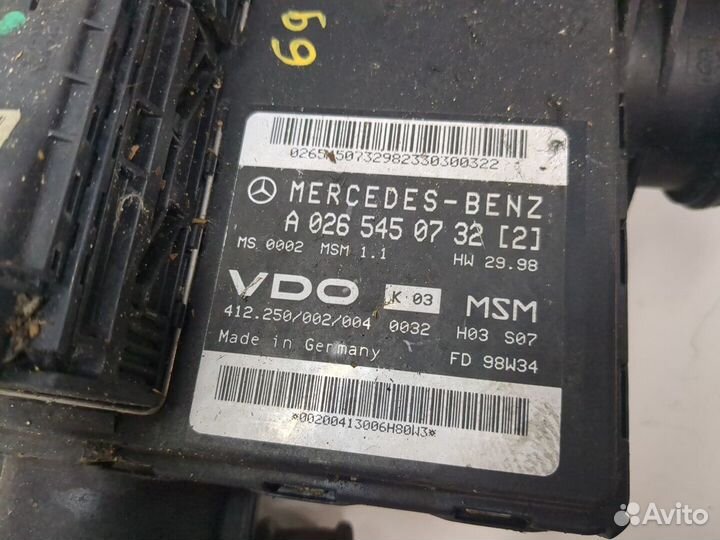 69
MERCEDES-BENZ
A 026 545 07 32 [2]
MS 0002 MSM 1.1 HW 29.98
VDO K 03 MSM
412.250/002/004 0032 H03 S07
Made in Germany FD 98W34
*00200413006H80W3*
Avito